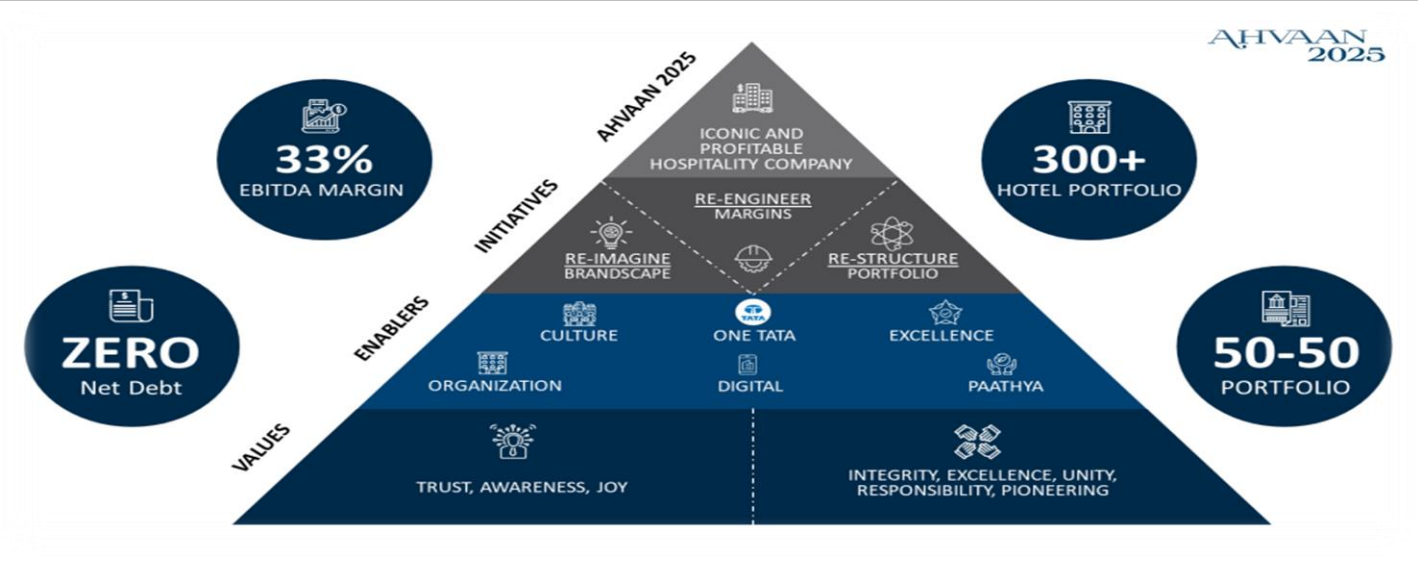 AHVAAN
2025
33%
EBITDA MARGIN
ZERO
Net Debt
300+
HOTEL PORTFOLIO
50-50
PORTFOLIO
AHVAAN 2025
ICONIC AND
PROFITABLE
HOSPITALITY COMPANY
INITIATIVES
RE-ENGINEER
MARGINS
RE-IMAGINE
BRANDSCAPE
RE-STRUCTURE
PORTFOLIO
ENABLERS
CULTURE
TATA
ONE TATA
EXCELLENCE
ORGANIZATION
DIGITAL
PAATHYA
VALUES
TRUST, AWARENESS, JOY
INTEGRITY, EXCELLENCE, UNITY,
RESPONSIBILITY, PIONEERING